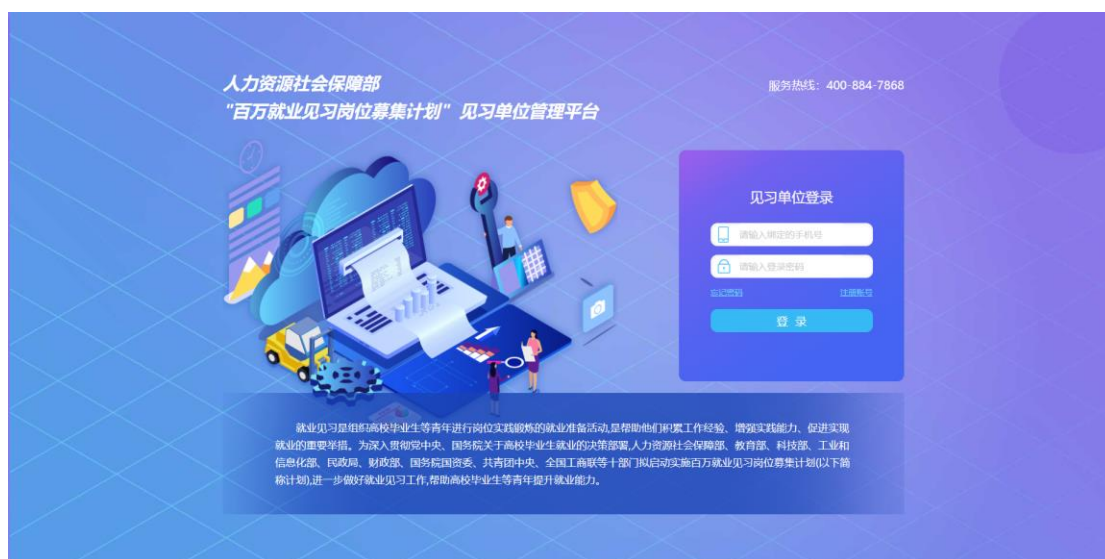 人力资源社会保障部
服务热线：400-884-7868
"百万就业见习岗位募集计划" 见习单位管理平台
见习单位登录
请输入绑定的手机号
请输入登录密码
忘记密码 注册账号
登 录
就业见习是组织高校毕业生等青年进行岗位实践锻炼的就业准备活动,是帮助他们积累工作经验、增强实践能力、促进实现
就业的重要举措。为深入贯彻党中央、国务院关于高校毕业生就业的决策部署,人力资源社会保障部、教育部、科技部、工业和
信息化部、民政局、财政部、国务院国资委、共青团中央、全国工商联等十部门拟启动实施百万就业见习岗位募集计划(以下简
称计划),进一步做好就业见习工作,帮助高校毕业生等青年提升就业能力。